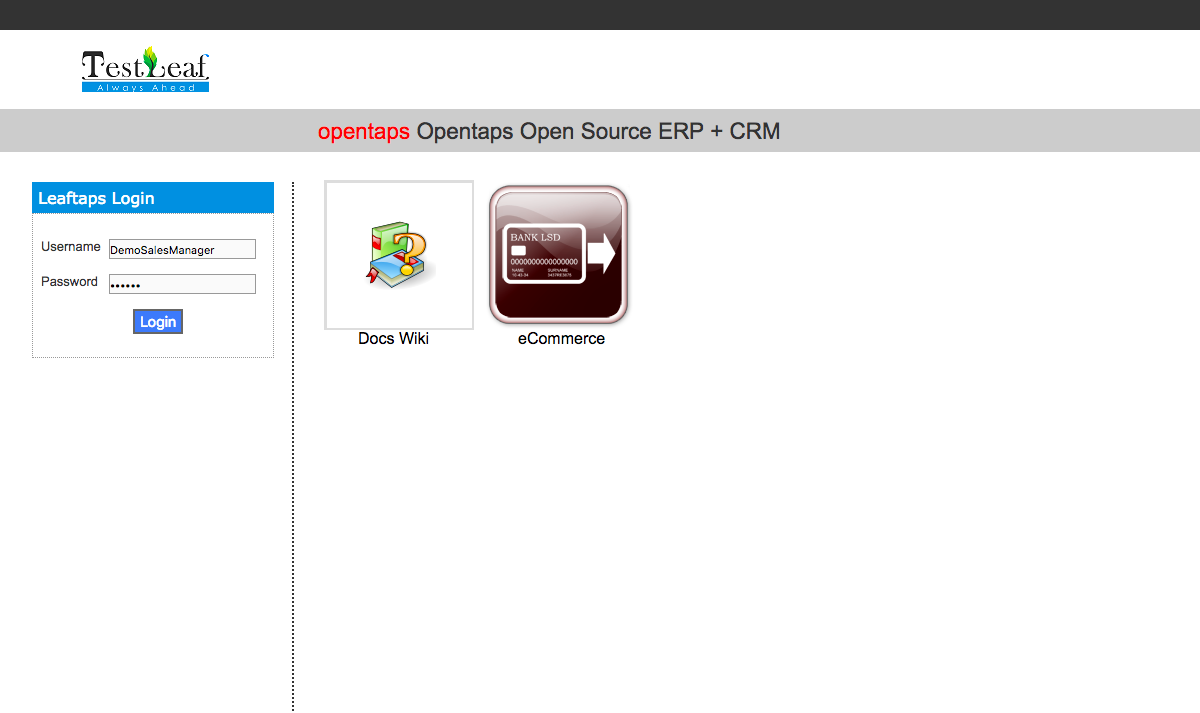 TestLeaf
Always Ahead
opentaps Opentaps Open Source ERP + CRM
Leaftaps Login
Username DemoSalesManager
Password ••••••
Login
BANK LSD
0000000000000000
NAME SURNAME
Docs Wiki
eCommerce